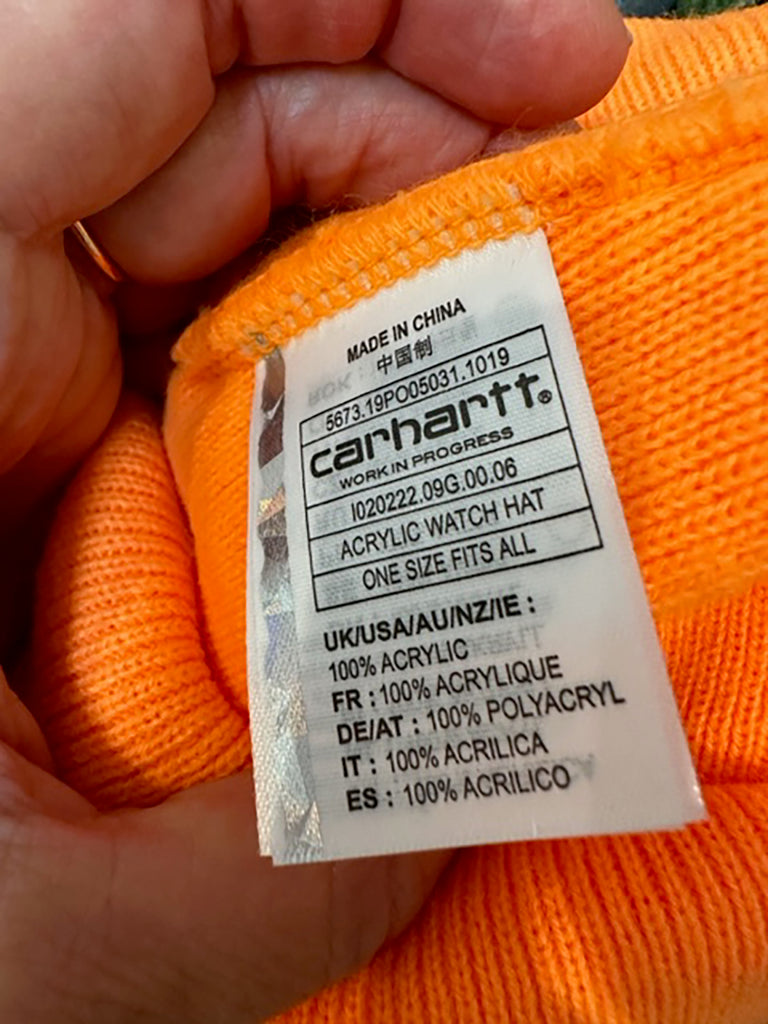 MADE IN CHINA
中国制
5673.19PO05031.1019
carhartt®
WORK IN PROGRESS
I020222.09G.00.06
ACRYLIC WATCH HAT
ONE SIZE FITS ALL
UK/USA/AU/NZ/IE :
100% ACRYLIC
FR : 100% ACRYLIQUE
DE/AT : 100% POLYACRYL
IT : 100% ACRILICA
ES : 100% ACRILICO